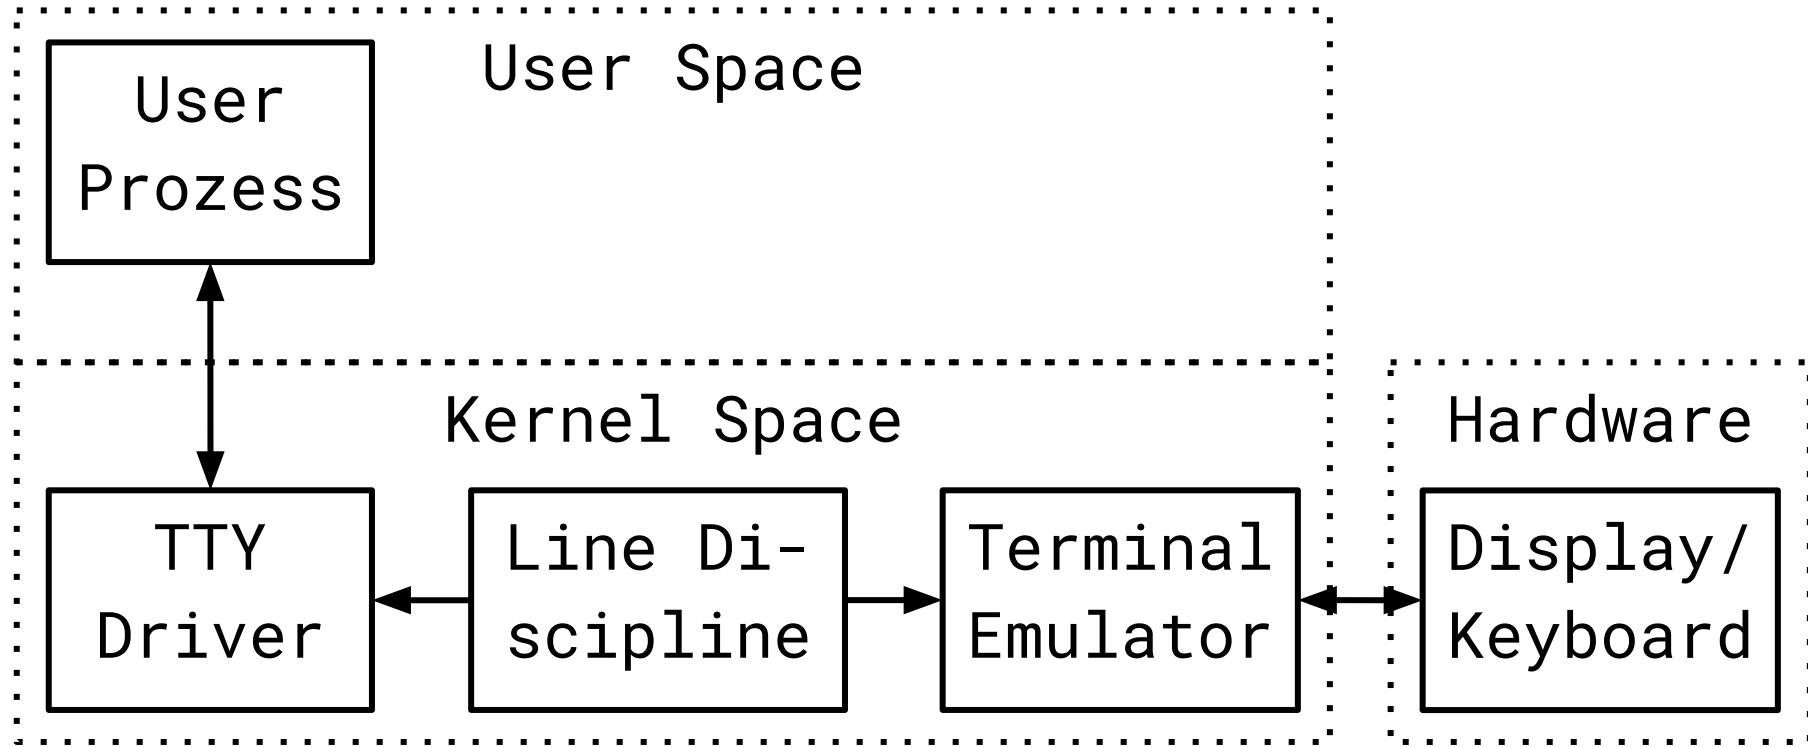 User Space
User
Prozess
Kernel Space
Hardware
TTY
Driver
Line Di-
scipline
Terminal
Emulator
Display/
Keyboard